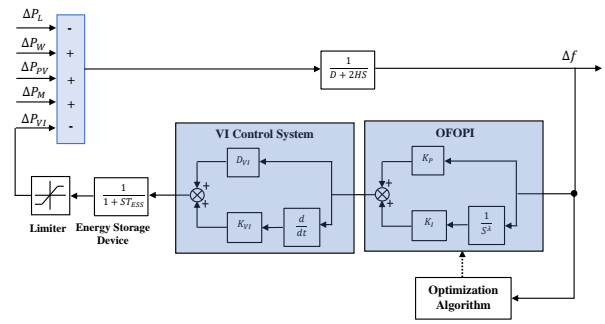 ΔP_L
-
ΔP_W
+
ΔP_PV
+
ΔP_M
+
ΔP_VI
-
1
D + 2HS
Δf
VI Control System
OFOPI
D_VI
K_P
+
+
+
+
K_VI
d
dt
K_I
1
S^λ
1
1 + ST_ESS
Limiter
Energy Storage
Device
Optimization
Algorithm